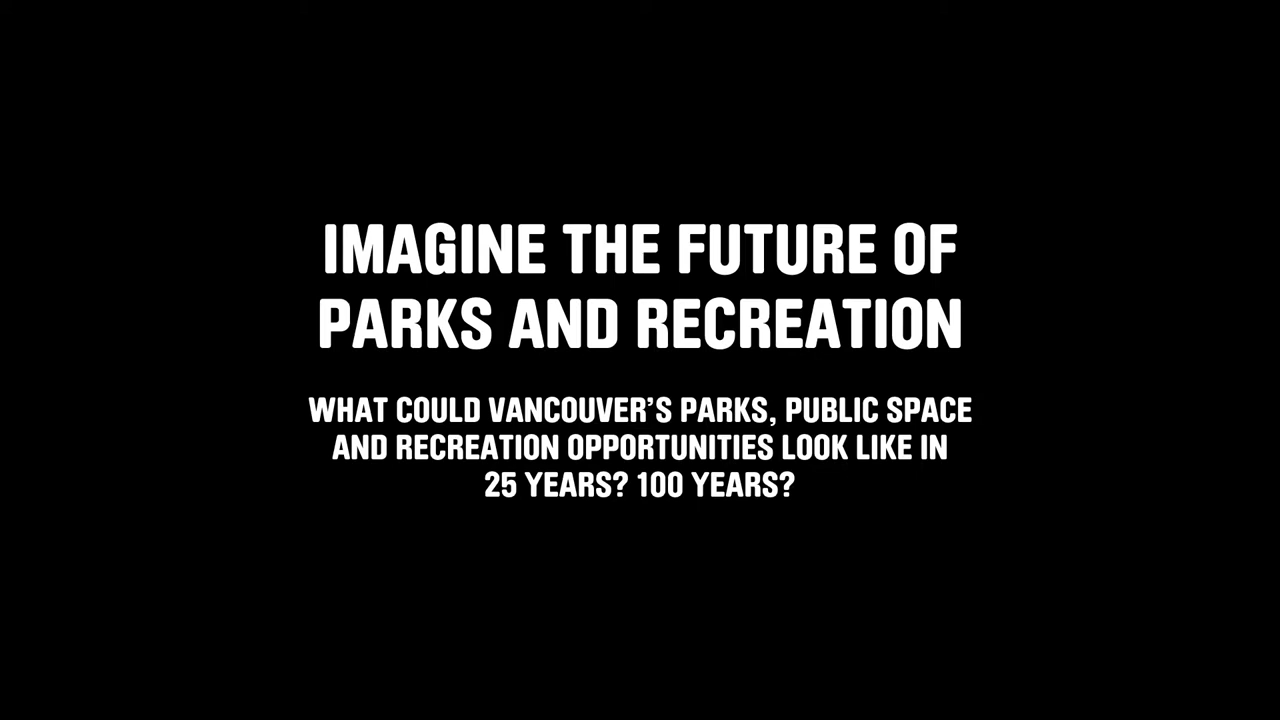 IMAGINE THE FUTURE OF
PARKS AND RECREATION
WHAT COULD VANCOUVER'S PARKS, PUBLIC SPACE
AND RECREATION OPPORTUNITIES LOOK LIKE IN
25 YEARS? 100 YEARS?